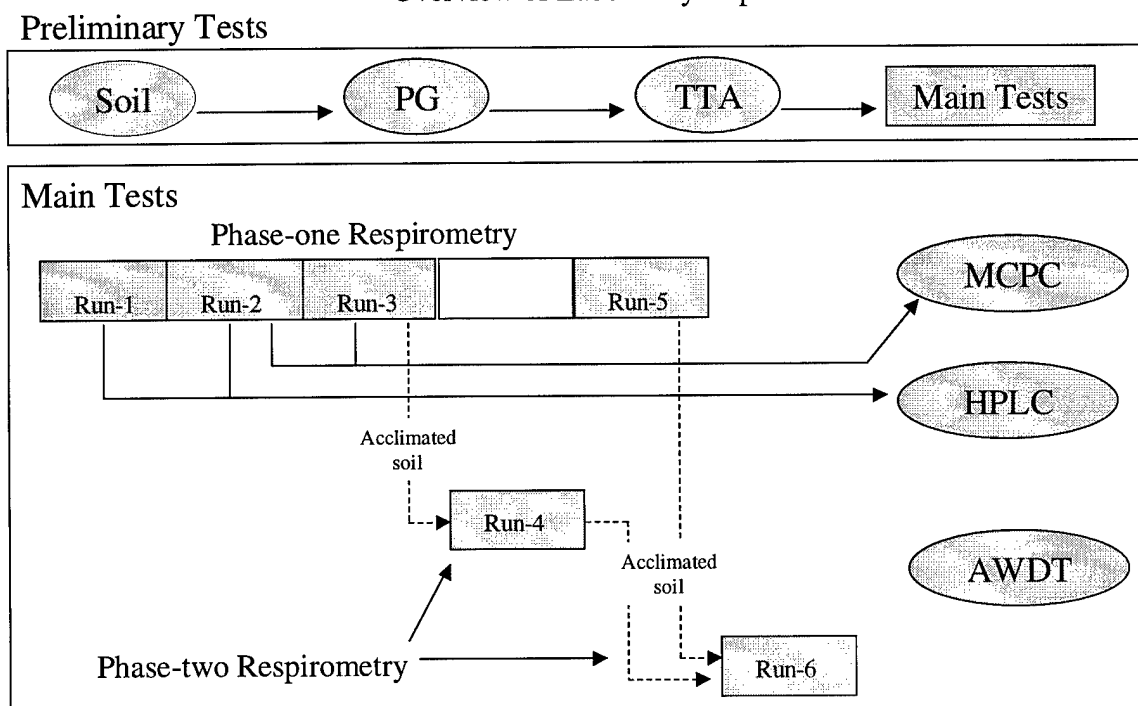 Preliminary Tests
Soil
PG
TTA
Main Tests
Main Tests
Phase-one Respirometry
Run-1
Run-2
Run-3
Run-5
MCPC
HPLC
Acclimated
soil
Run-4
Acclimated
soil
AWDT
Phase-two Respirometry
Run-6